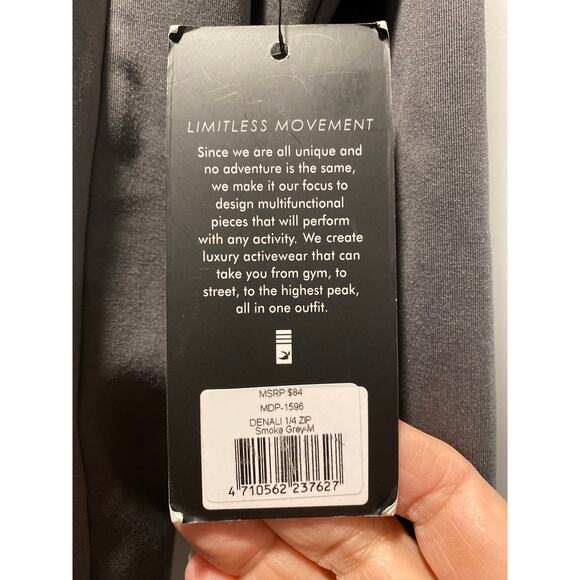 LIMITLESS MOVEMENT
Since we are all unique and
no adventure is the same,
we make it our focus to
design multifunctional
pieces that will perform
with any activity. We create
luxury activewear that can
take you from gym, to
street, to the highest peak,
all in one outfit.
MSRP:$84
MDP-1596
DENALI 1/4 ZIP
Smoke Grey-M
4 710562 237627